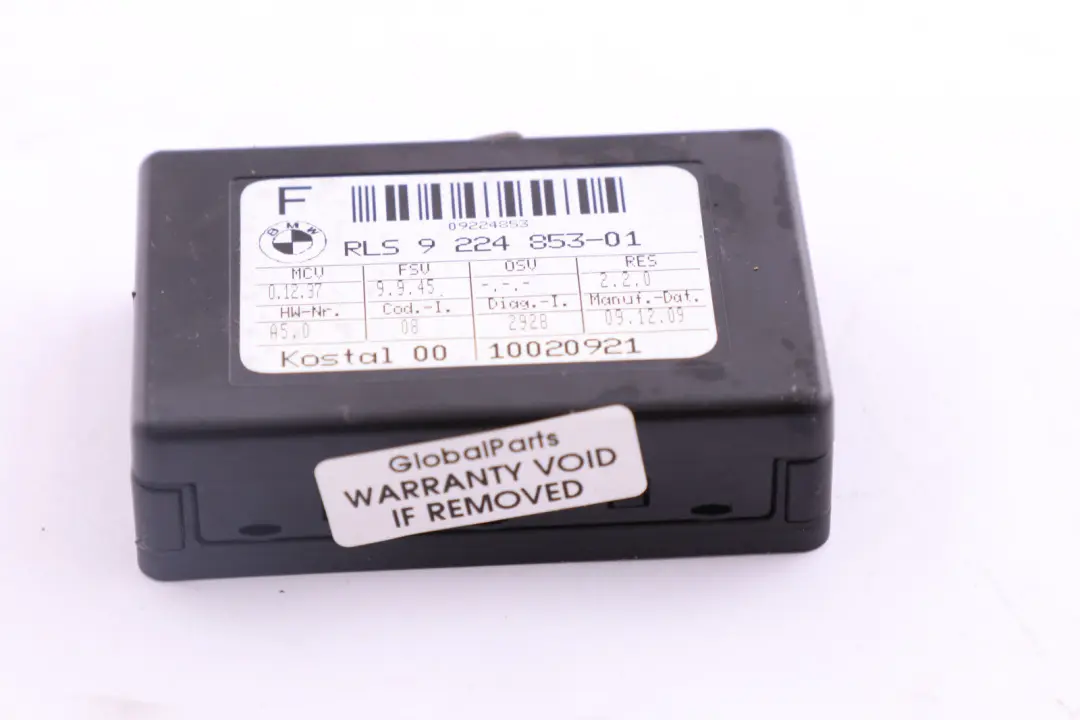 F
09224853
BMW
RLS 9 224 853-01
MCV FSV OSV RES
0.12.37 9.9.45 -.-.- 2.2.0
HW-Nr. Cod.-I. Diag.-I. Manuf.-Dat.
A5.0 08 2928 09.12.09
Kostal 00 10020921
GlobalParts
WARRANTY VOID
IF REMOVED